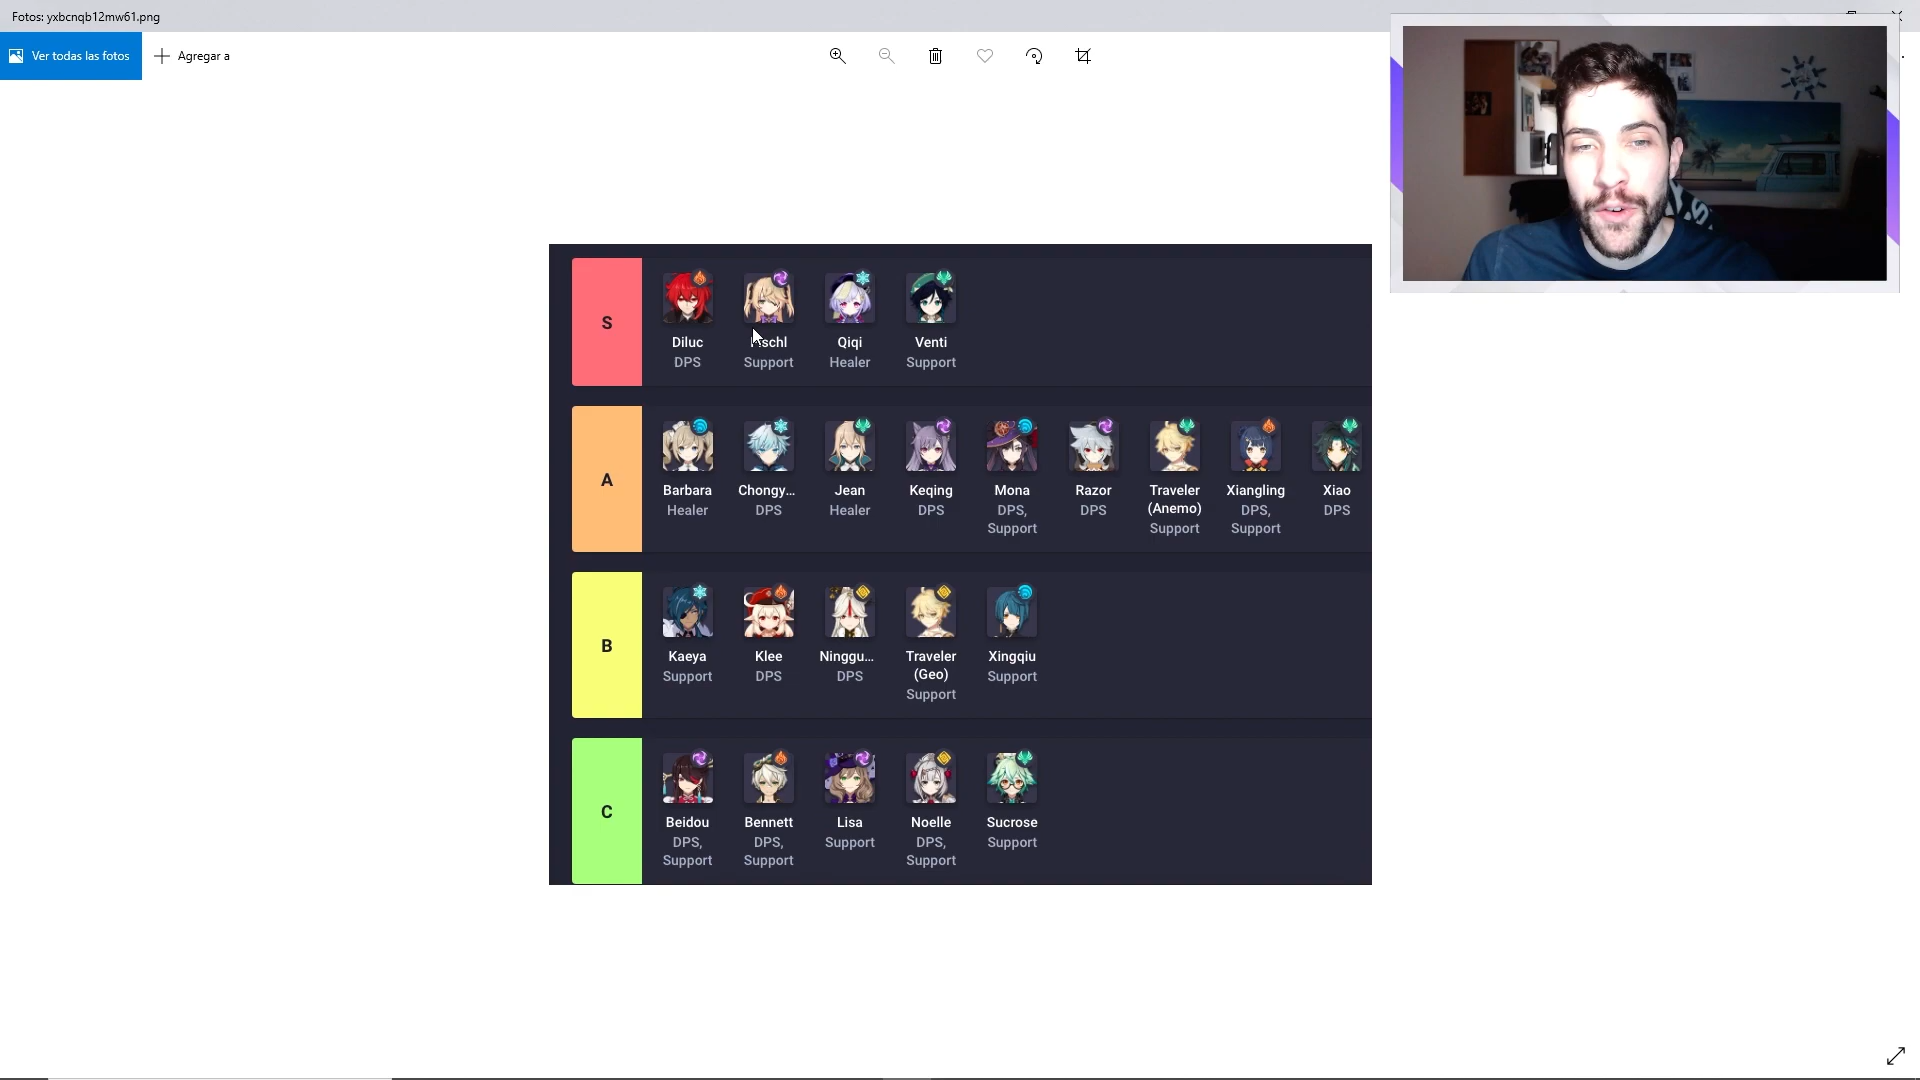 Fotos: yxbcnqb12mw61.png
Ver todas las fotos
Agregar a
S
Diluc
Qiqi
Venti
DPS
Support
Healer
Support
A
Barbara
Chongy...
Jean
Keqing
Mona
Razor
Traveler
(Anemo)
Xiangling
Xiao
Healer
DPS
Healer
DPS
DPS,
Support
DPS
Support
DPS,
Support
DPS
B
Kaeya
Klee
Ninggu...
Traveler
(Geo)
Xingqiu
Support
DPS
DPS
Support
Support
C
Beidou
Bennett
Lisa
Noelle
Sucrose
DPS,
Support
DPS,
Support
Support
DPS,
Support
Support